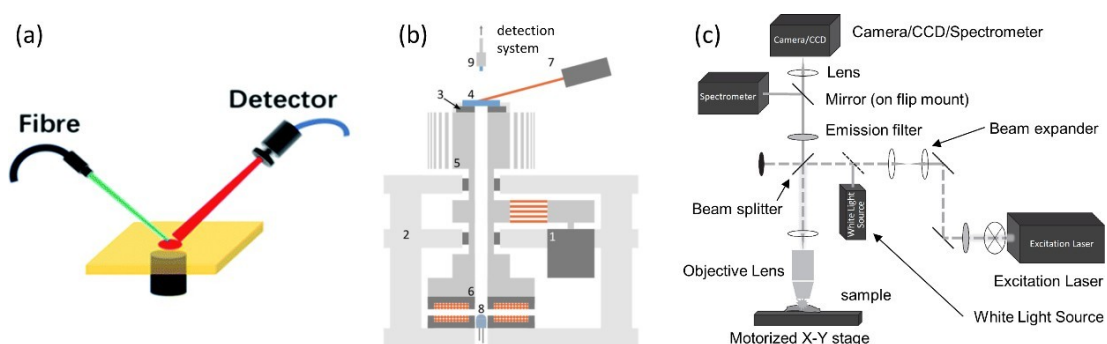 (a)
Fibre
Detector
(b)
detection
system
9
7
3
4
5
2
1
6
8
(c)
Camera/CCD
Camera/CCD/Spectrometer
Lens
Spectrometer
Mirror (on flip mount)
Emission filter
Beam expander
Beam splitter
White Light
Source
Excitation Laser
Objective Lens
Excitation Laser
sample
White Light Source
Motorized X-Y stage